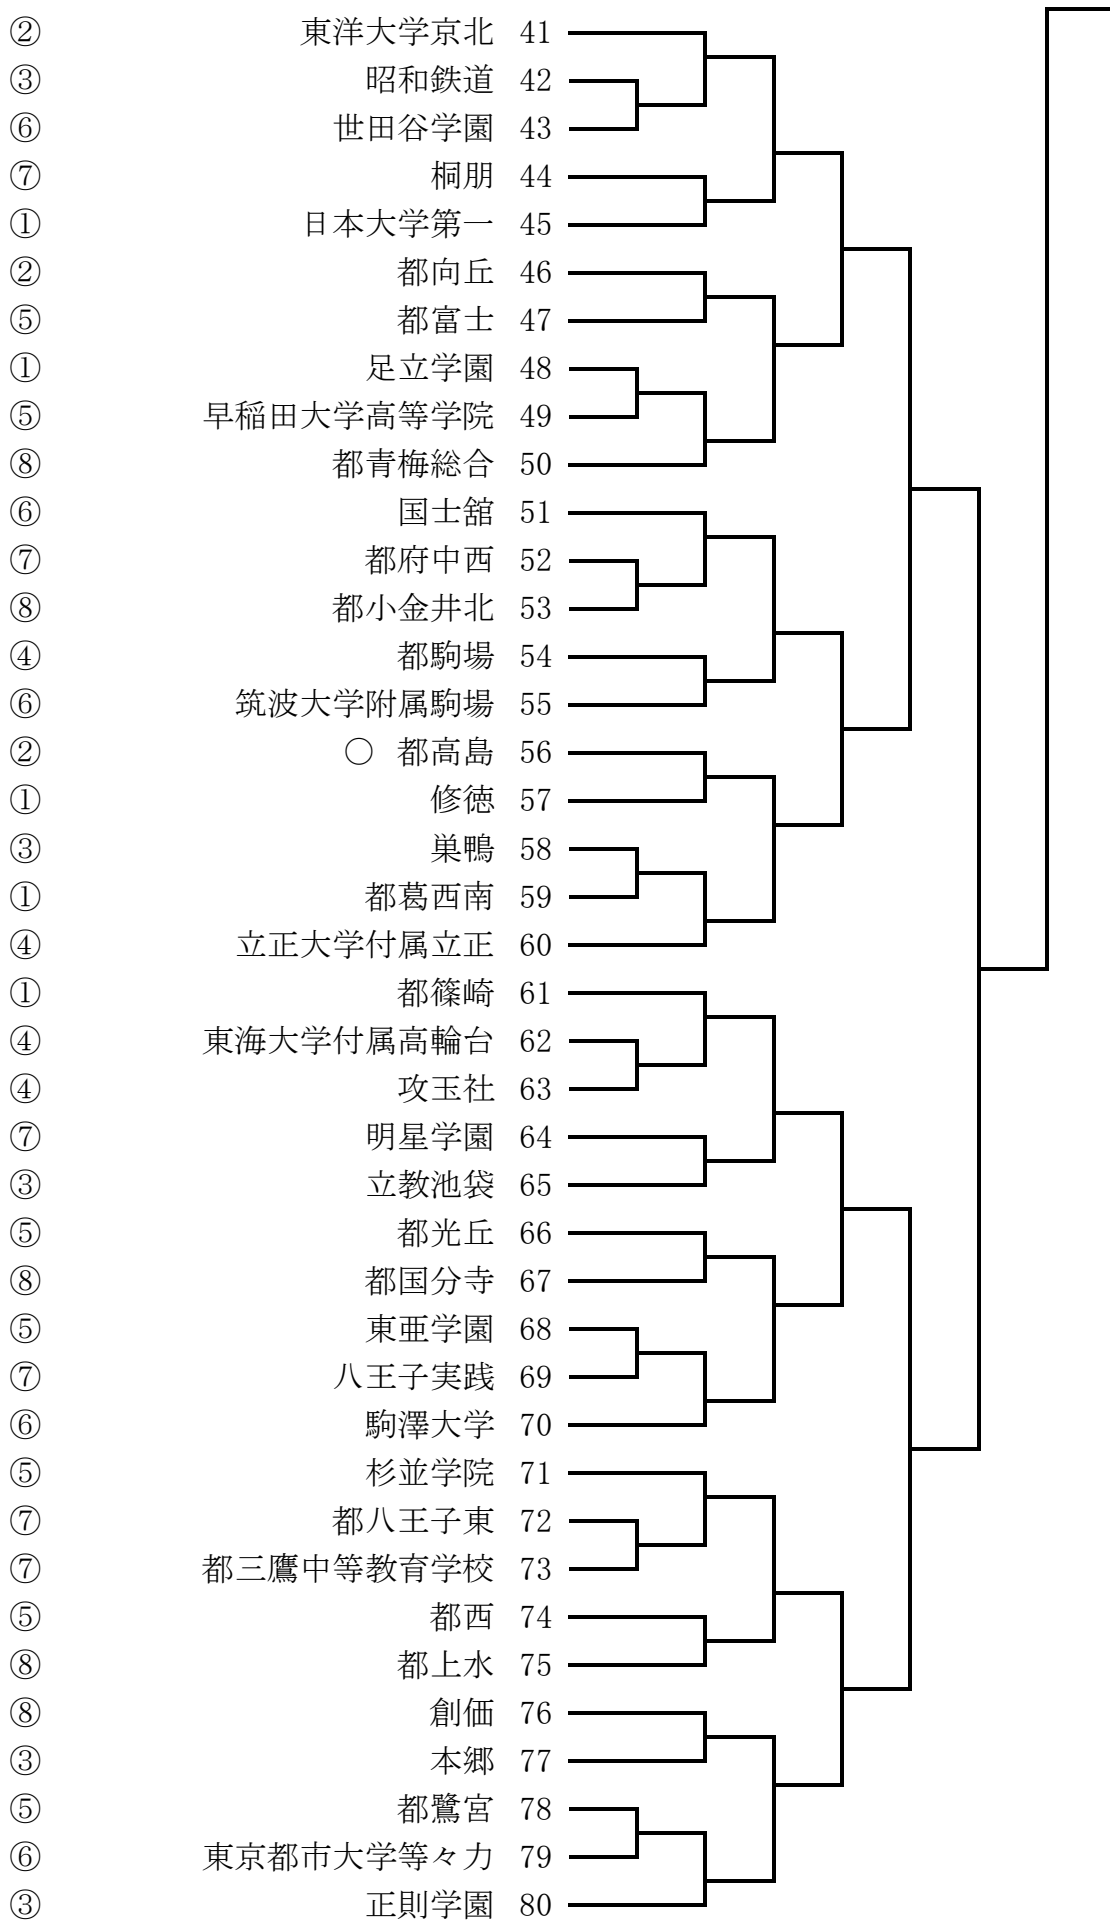 ② 東洋大学京北 41
③ 昭和鉄道 42
⑥ 世田谷学園 43
⑦ 桐朋 44
① 日本大学第一 45
② 都向丘 46
⑤ 都富士 47
① 足立学園 48
⑤ 早稲田大学高等学院 49
⑧ 都青梅総合 50
⑥ 国士舘 51
⑦ 都府中西 52
⑧ 都小金井北 53
④ 都駒場 54
⑥ 筑波大学附属駒場 55
② 〇 都高島 56
① 修徳 57
③ 巣鴨 58
① 都葛西南 59
④ 立正大学付属立正 60
① 都篠崎 61
④ 東海大学付属高輪台 62
④ 攻玉社 63
⑦ 明星学園 64
③ 立教池袋 65
⑤ 都光丘 66
⑧ 都国分寺 67
⑤ 東亜学園 68
⑦ 八王子実践 69
⑥ 駒澤大学 70
⑤ 杉並学院 71
⑦ 都八王子東 72
⑦ 都三鷹中等教育学校 73
⑤ 都西 74
⑧ 都上水 75
⑧ 創価 76
③ 本郷 77
⑤ 都鷺宮 78
⑥ 東京都市大学等々力 79
③ 正則学園 80